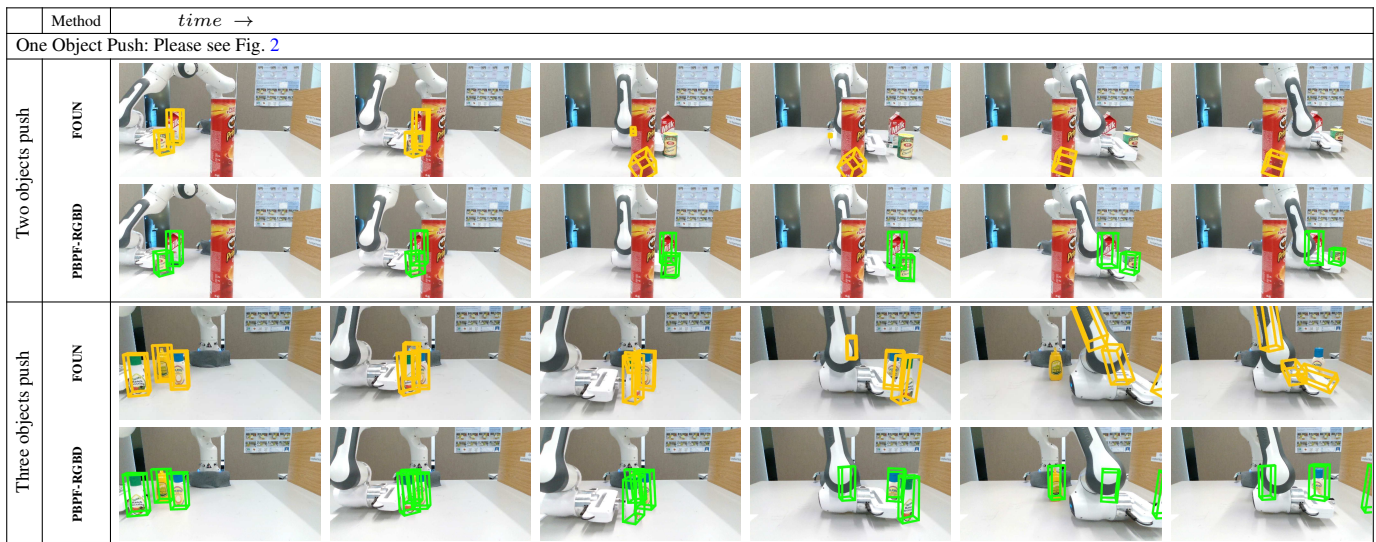 Method time →
One Object Push: Please see Fig. 2
Two objects push
FOUN
PBPF-RGBD
Three objects push
FOUN
PBPF-RGBD